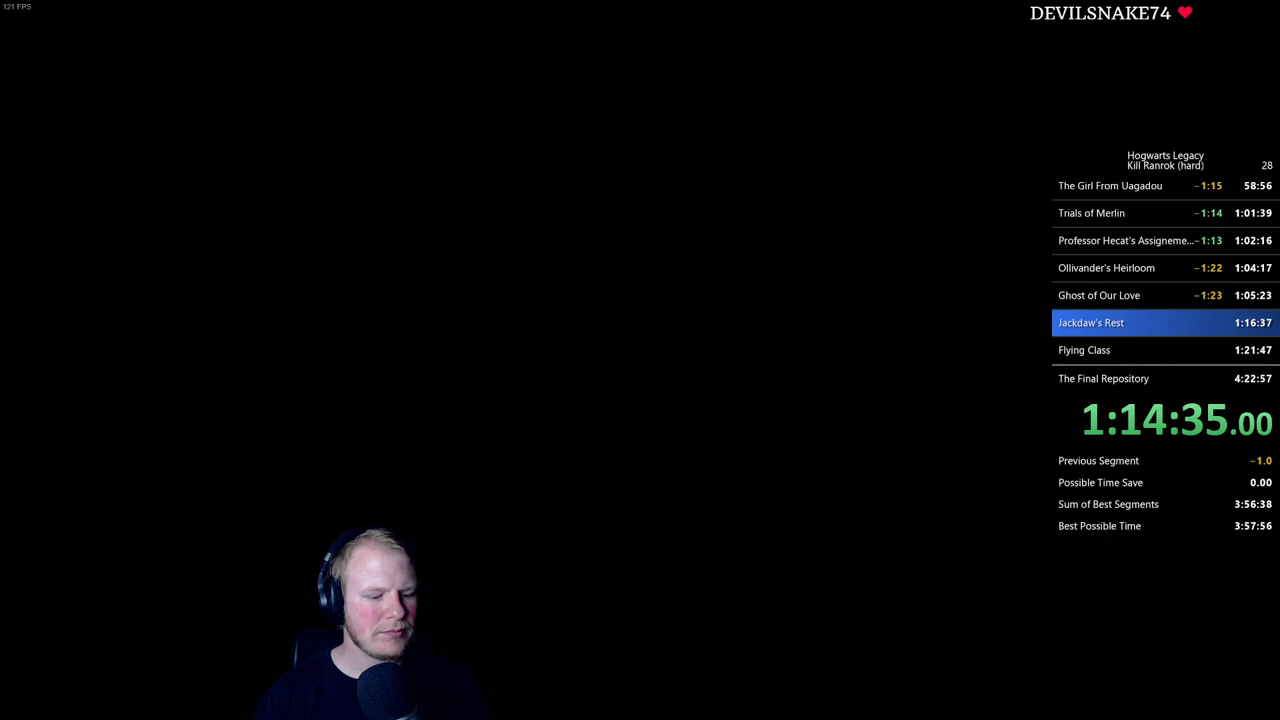 121 FPS
DEVILSNAKE74 ♥
Hogwarts Legacy
Kill Ranrok (hard) 28
The Girl From Uagadou −1:15 58:56
Trials of Merlin −1:14 1:01:39
Professor Hecat's Assigneme... −1:13 1:02:16
Ollivander's Heirloom −1:22 1:04:17
Ghost of Our Love −1:23 1:05:23
Jackdaw's Rest 1:16:37
Flying Class 1:21:47
The Final Repository 4:22:57
1:14:35.00
Previous Segment −1.0
Possible Time Save 0.00
Sum of Best Segments 3:56:38
Best Possible Time 3:57:56